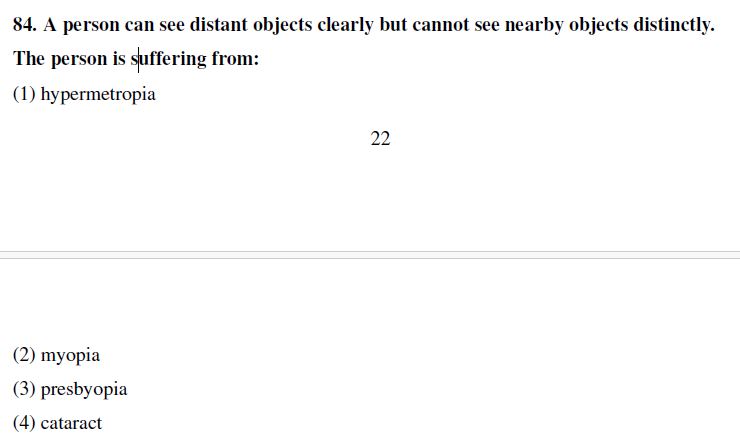 84. A person can see distant objects clearly but cannot see nearby objects distinctly.
The person is suffering from:
(1) hypermetropia
22
(2) myopia
(3) presbyopia
(4) cataract